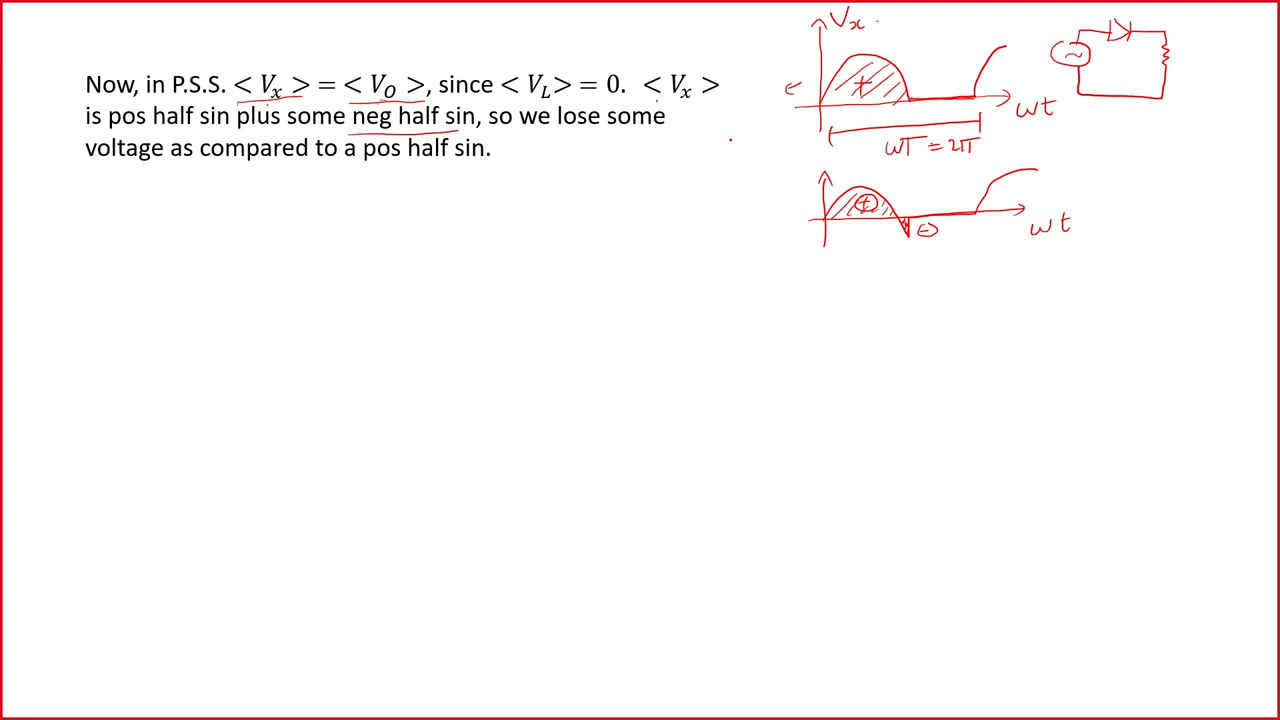 Now, in P.S.S. < V_x > = < V_O >, since < V_L > = 0. < V_x >
is pos half sin plus some neg half sin, so we lose some
voltage as compared to a pos half sin.
V_x
+
ωt
ωT = 2π
+
−
ωt